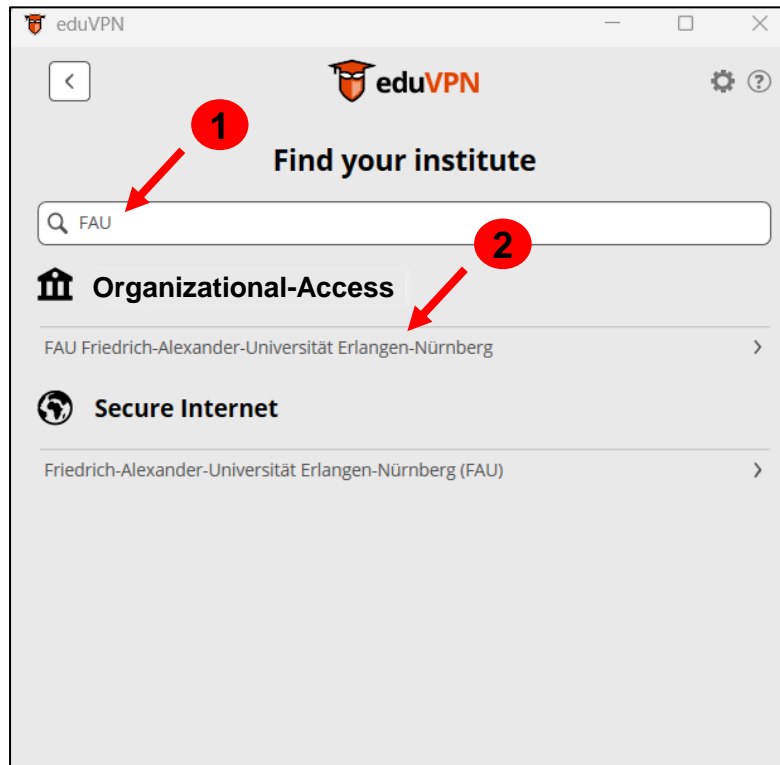 eduVPN
eduVPN
1
Find your institute
FAU
2
Organizational-Access
FAU Friedrich-Alexander-Universität Erlangen-Nürnberg
Secure Internet
Friedrich-Alexander-Universität Erlangen-Nürnberg (FAU)